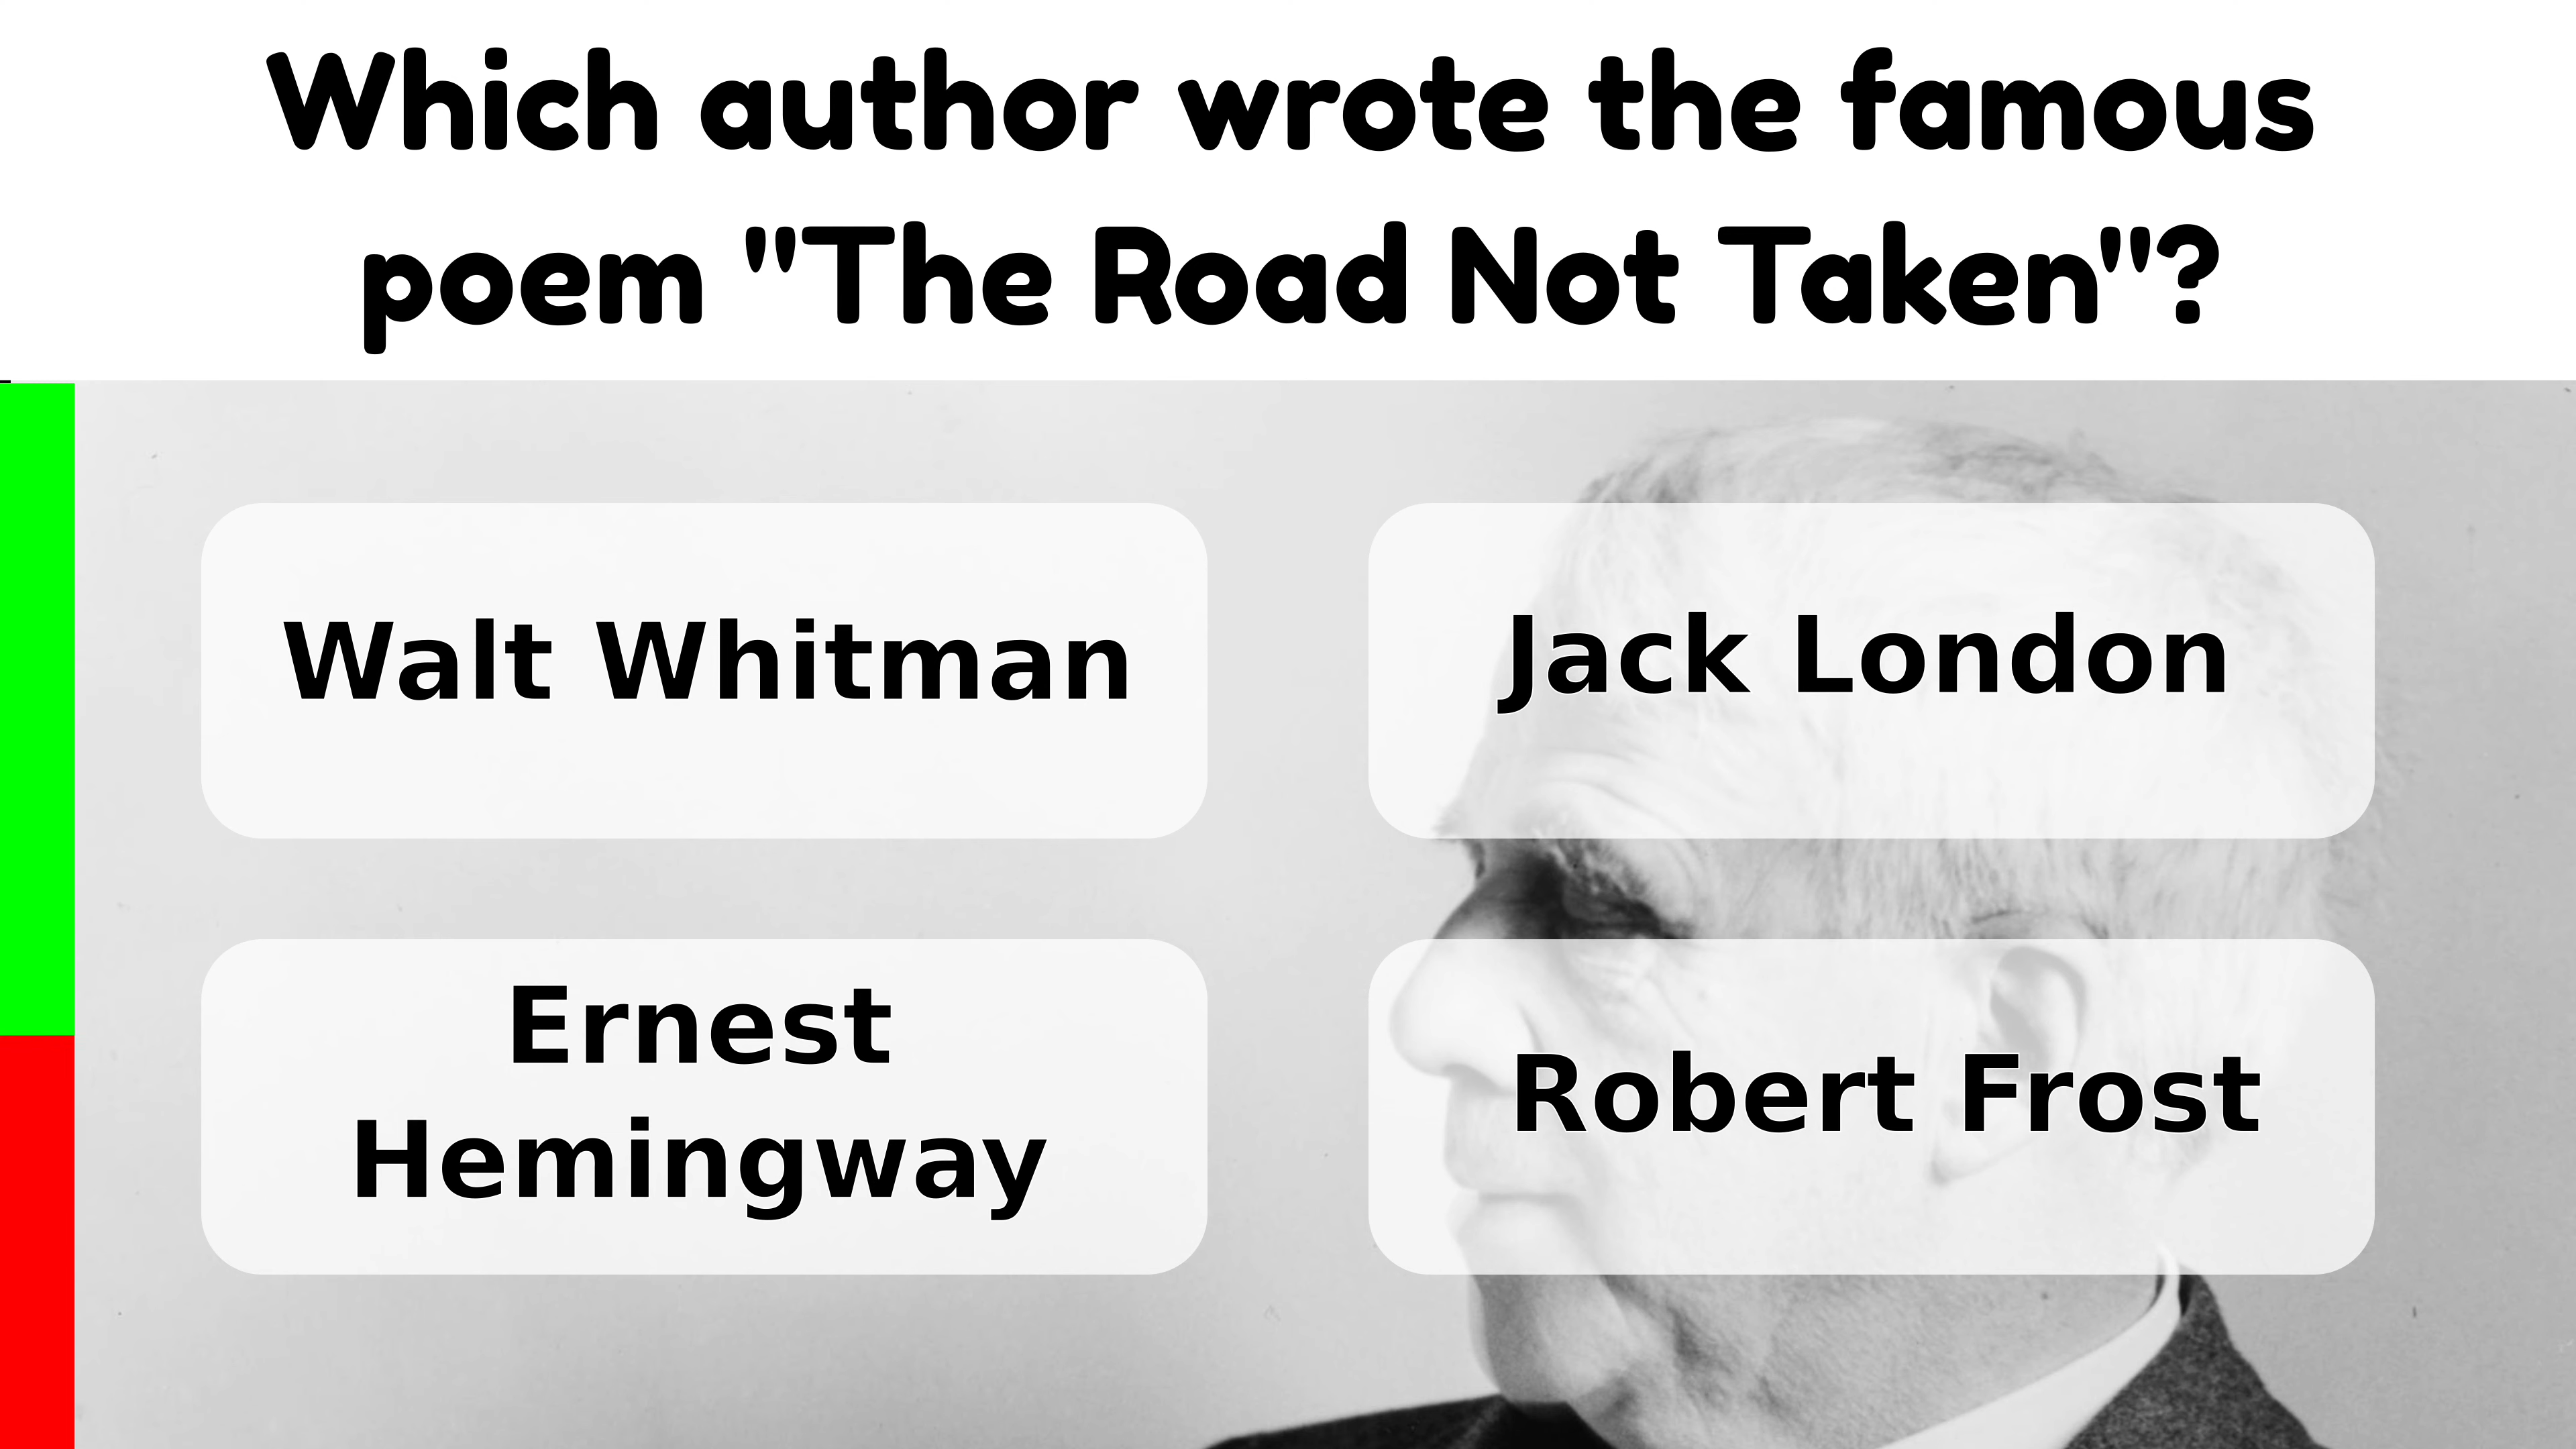 Which author wrote the famous
poem "The Road Not Taken"?
Walt Whitman
Jack London
Ernest
Hemingway
Robert Frost